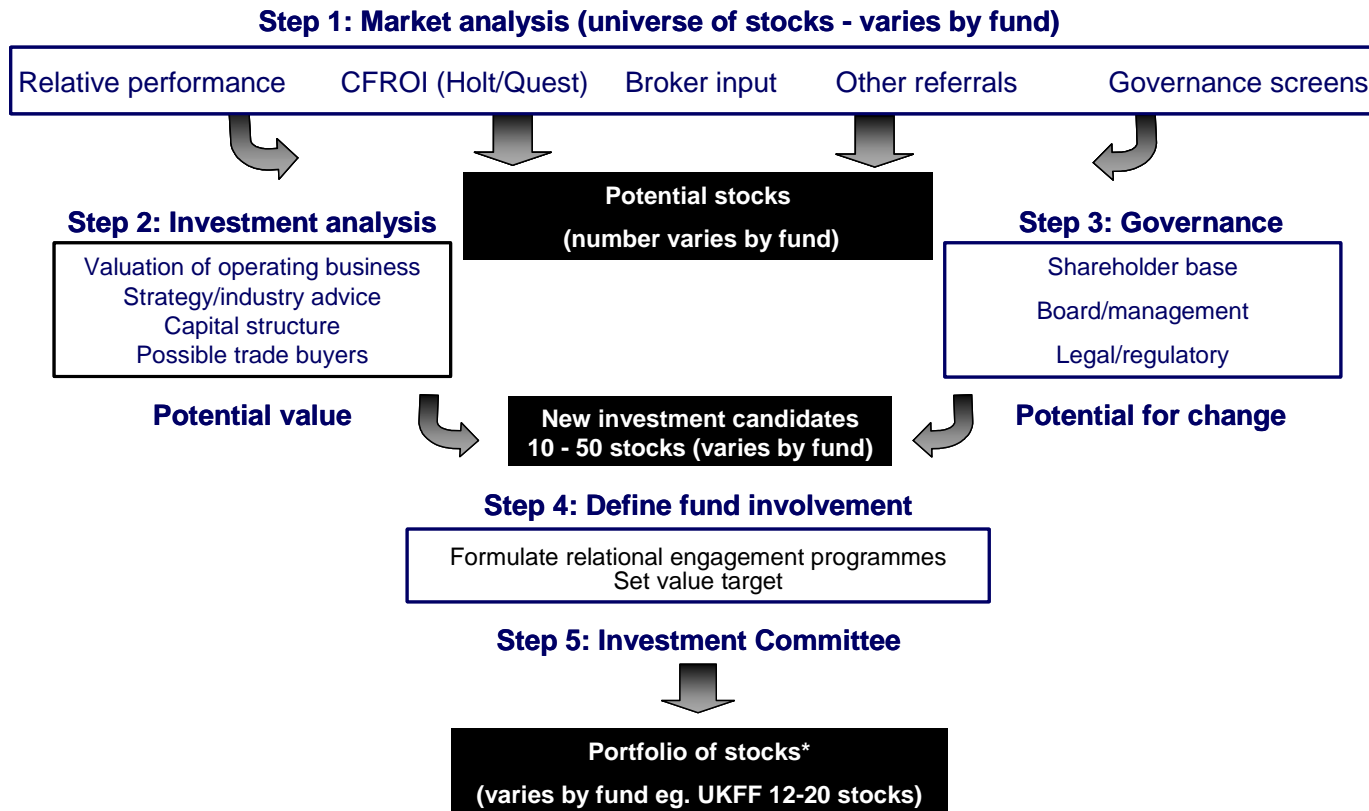 Step 1: Market analysis (universe of stocks - varies by fund)
Relative performance CFROI (Holt/Quest) Broker input Other referrals Governance screens
Potential stocks
(number varies by fund)
Step 2: Investment analysis
Valuation of operating business
Strategy/industry advice
Capital structure
Possible trade buyers
Potential value
Step 3: Governance
Shareholder base
Board/management
Legal/regulatory
Potential for change
New investment candidates
10 - 50 stocks (varies by fund)
Step 4: Define fund involvement
Formulate relational engagement programmes
Set value target
Step 5: Investment Committee
Portfolio of stocks*
(varies by fund eg. UKFF 12-20 stocks)